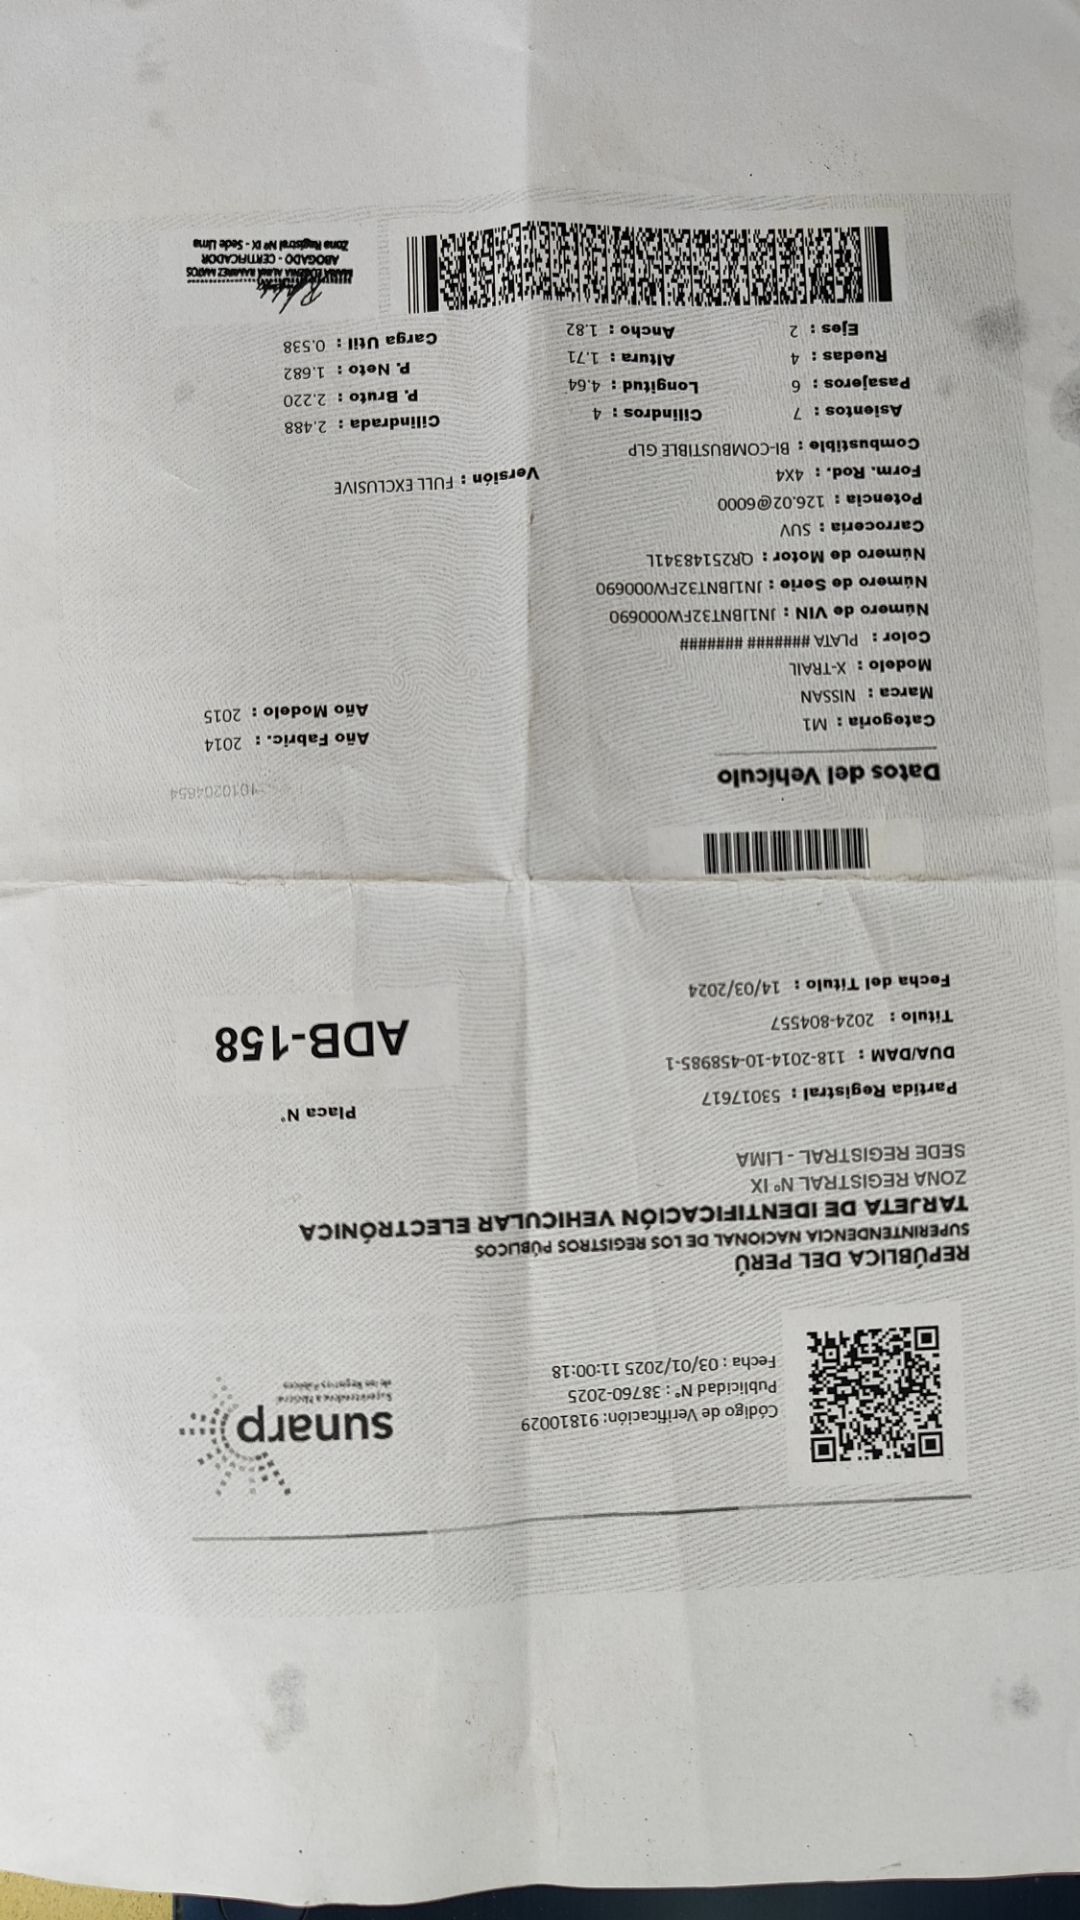 Código de Verificación: 91810029
Publicidad N° : 38760-2025
Fecha : 03/01/2025 11:00:18
sunarp
Superintendencia Nacional
de los Registros Públicos
REPÚBLICA DEL PERÚ
SUPERINTENDENCIA NACIONAL DE LOS REGISTROS PÚBLICOS
TARJETA DE IDENTIFICACIÓN VEHICULAR ELECTRÓNICA
ZONA REGISTRAL Nº IX
SEDE REGISTRAL - LIMA
Partida Registral : 53017617
DUA/DAM : 118-2014-10-458985-1
Título : 2024-804557
Fecha del Título : 14/03/2024
Placa N°
ADB-158
1010204654
Datos del Vehículo
Categoría : M1
Marca : NISSAN
Modelo : X-TRAIL
Color : PLATA ####### #######
Número de VIN : JN1JBNT32FW000690
Número de Serie : JN1JBNT32FW000690
Número de Motor : QR25148341L
Carrocería : SUV
Potencia : 126.02@6000
Form. Rod. : 4X4
Combustible : BI-COMBUSTIBLE GLP
Año Fabric. : 2014
Año Modelo : 2015
Versión : FULL EXCLUSIVE
Asientos : 7 Cilindros : 4 Cilindrada : 2.488
Pasajeros : 6 Longitud : 4.64 P. Bruto : 2.220
Ruedas : 4 Altura : 1.71 P. Neto : 1.682
Ejes : 2 Ancho : 1.82 Carga Util : 0.538
ABOGADO - CERTIFICADOR
Zona Registral Nº IX - Sede Lima